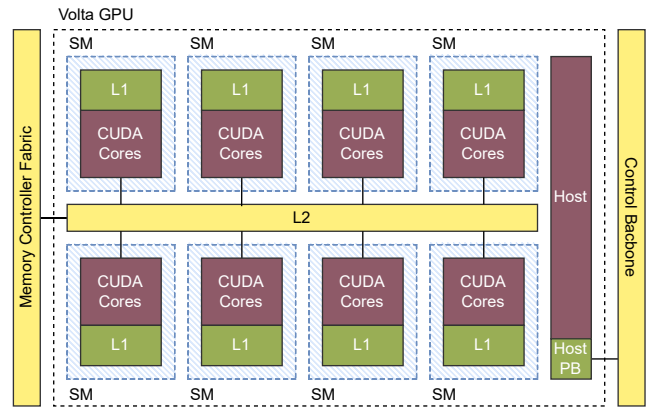 Volta GPU
SM
SM
SM
SM
L1
L1
L1
L1
CUDA
Cores
CUDA
Cores
CUDA
Cores
CUDA
Cores
Memory Controller Fabric
L2
Host
Control Backbone
CUDA
Cores
CUDA
Cores
CUDA
Cores
CUDA
Cores
L1
L1
L1
L1
Host
PB
SM
SM
SM
SM